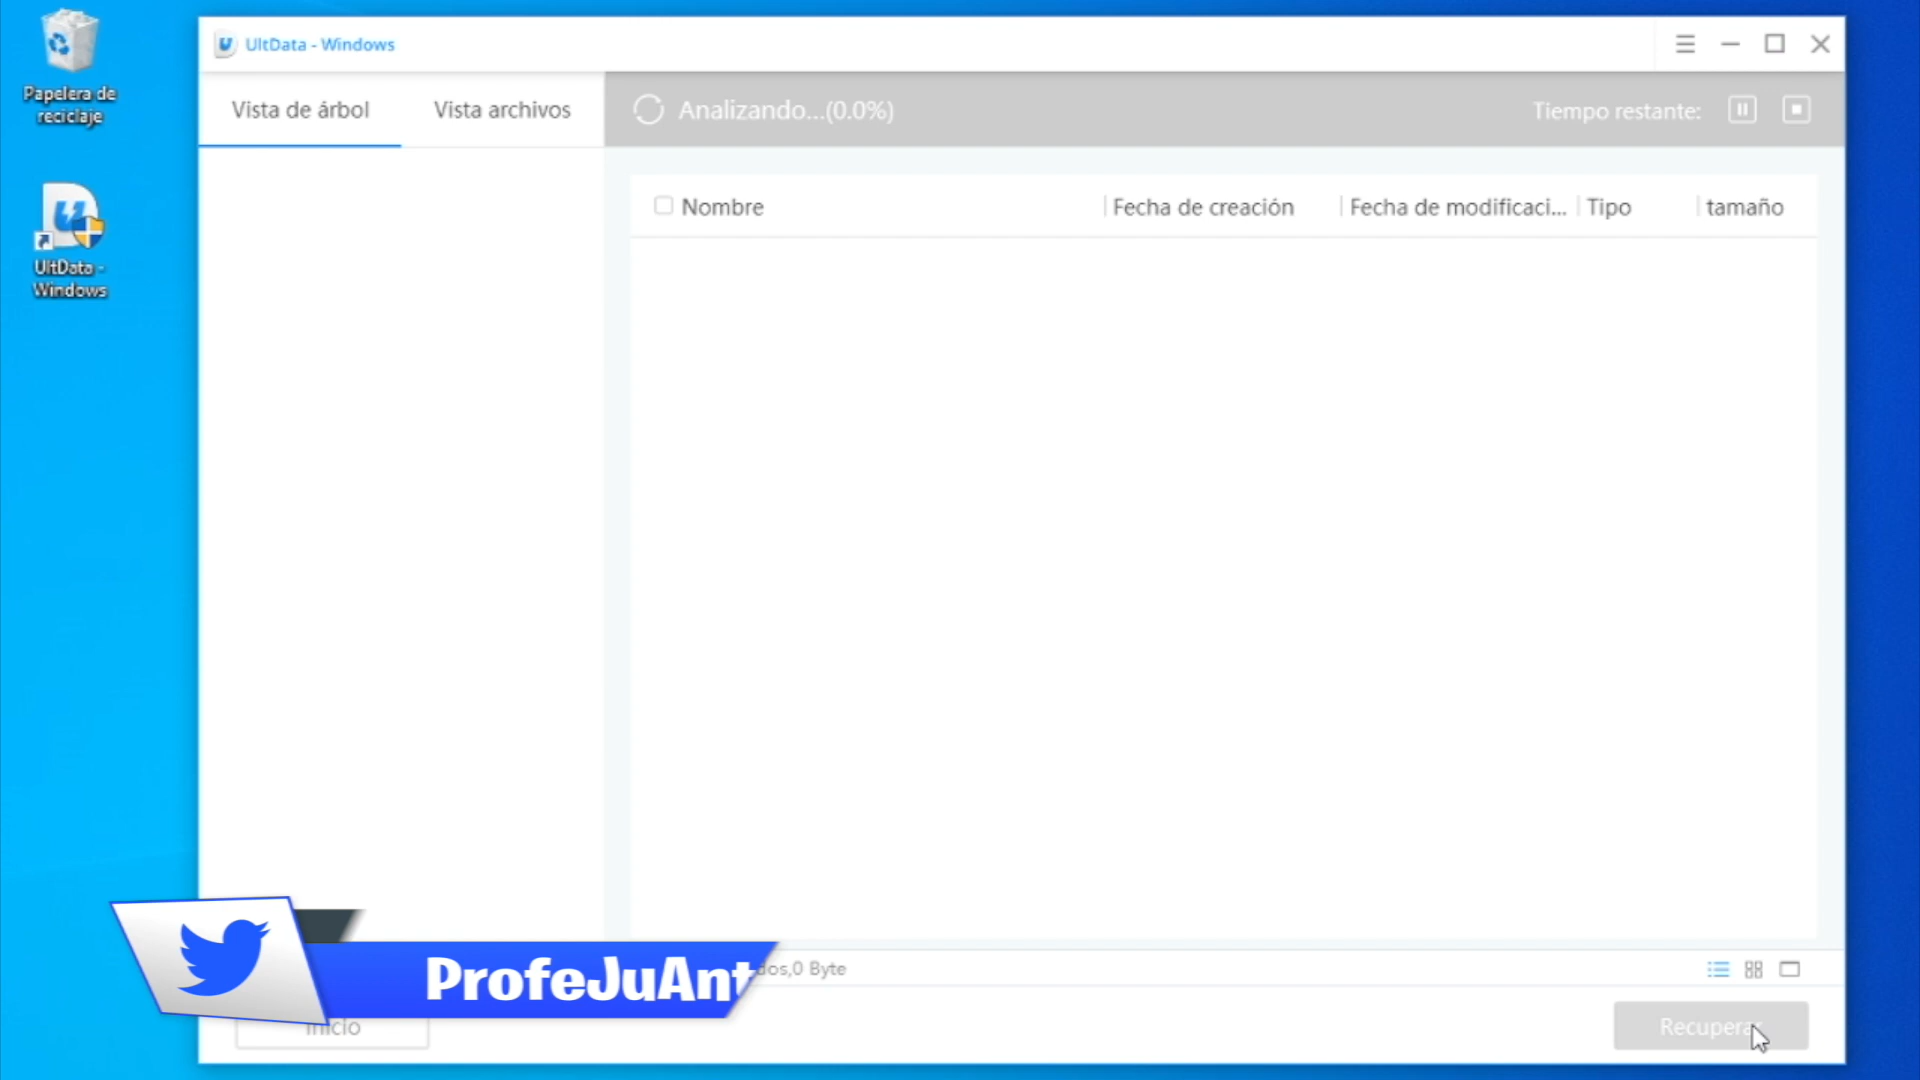 Papelera de
reciclaje
UltData -
Windows
UltData - Windows
Vista de árbol
Vista archivos
Analizando...(0.0%)
Tiempo restante:
Nombre
Fecha de creación
Fecha de modificaci...
Tipo
tamaño
dos,0 Byte
ProfeJuAnt
Inicio
Recuperar